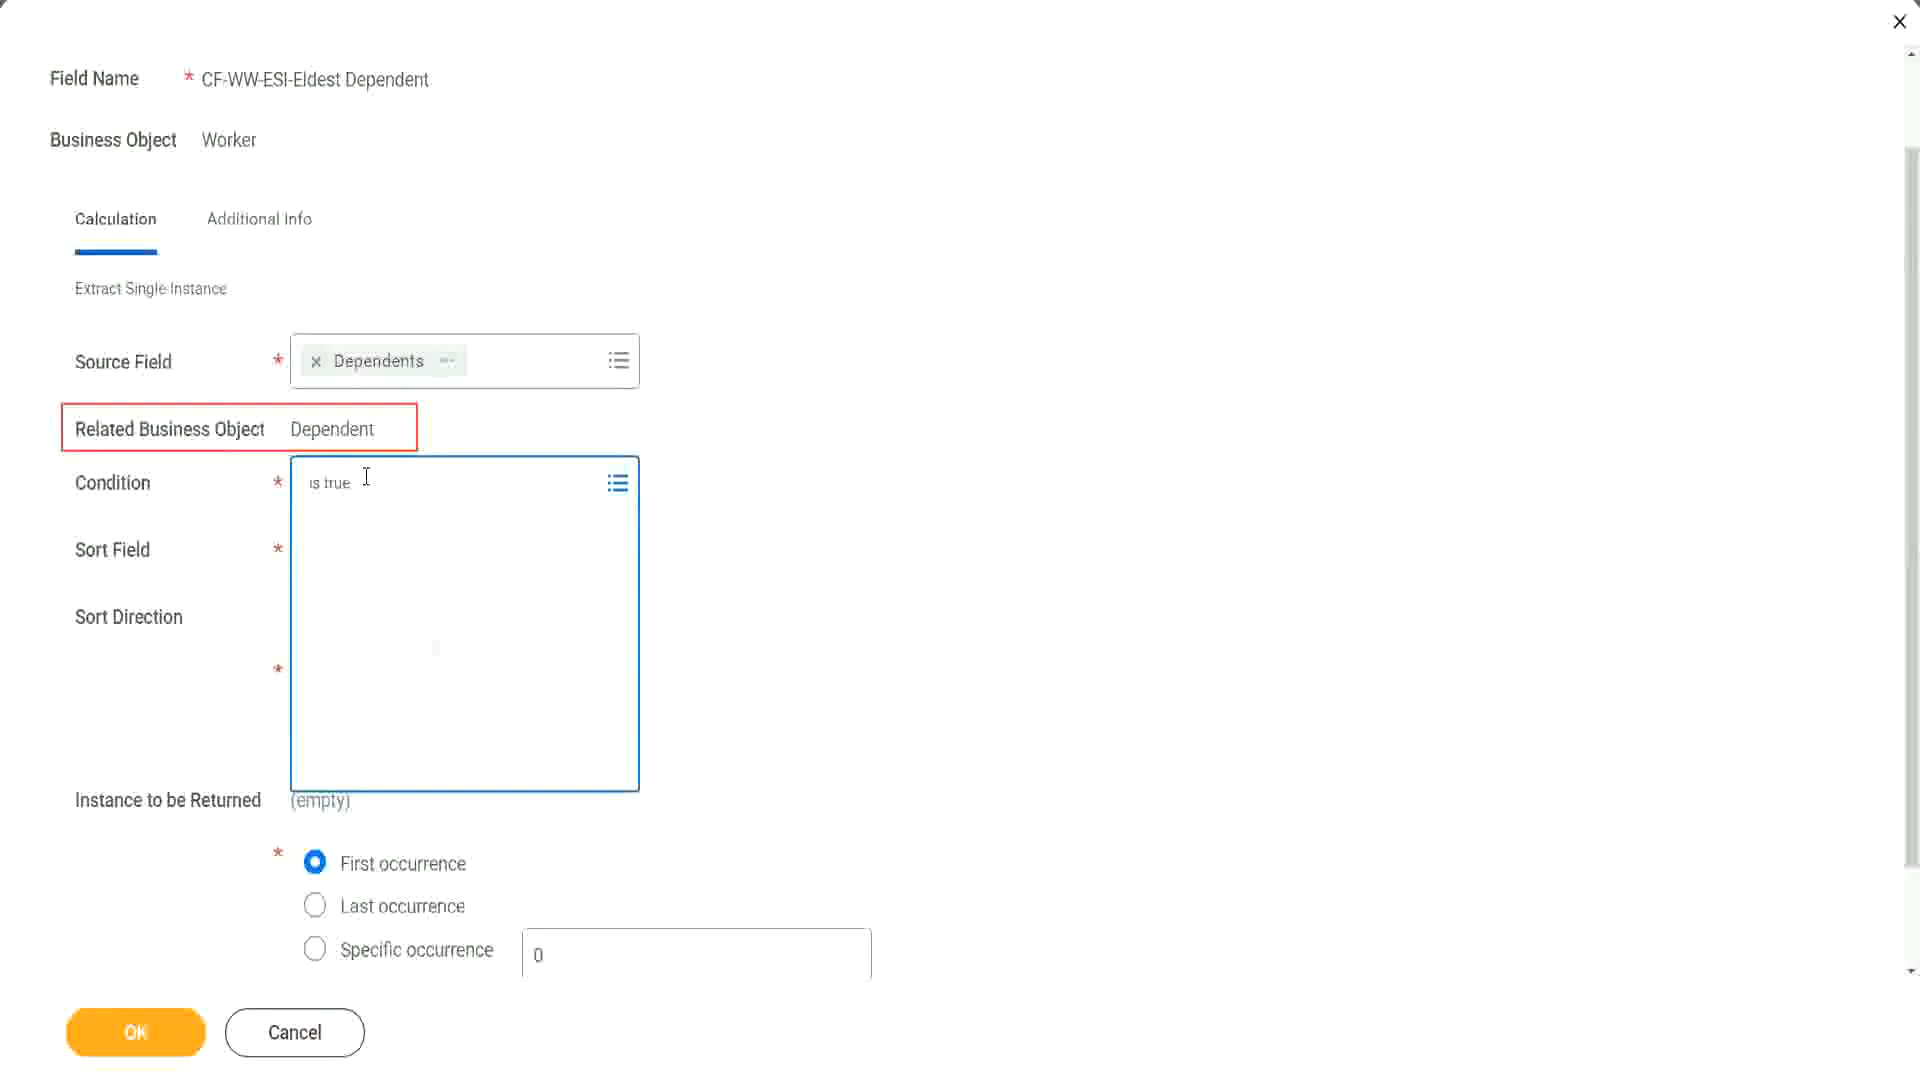 Field Name * CF-WW-ESI-Eldest Dependent
Business Object Worker
Calculation Additional Info
Extract Single Instance
Source Field * × Dependents
Related Business Object Dependent
Condition * is true
Sort Field *
Sort Direction
*
Instance to be Returned (empty)
* First occurrence
Last occurrence
Specific occurrence 0
OK Cancel